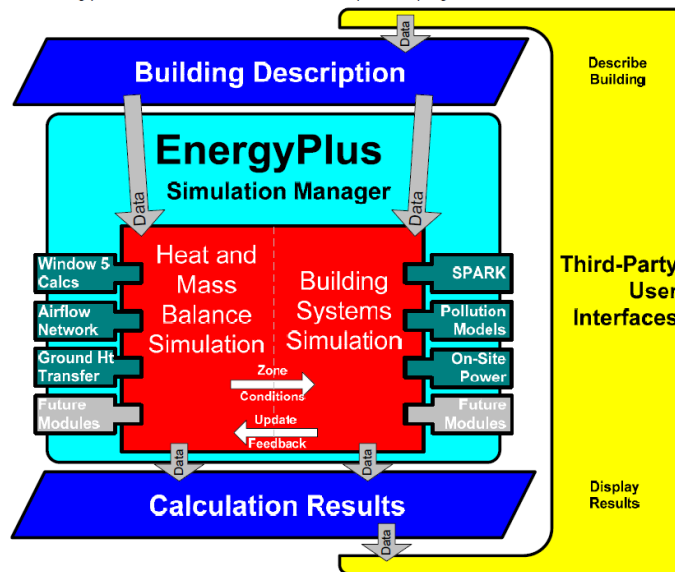 Data
Building Description
Describe
Building
EnergyPlus
Simulation Manager
Data
Data
Heat and
Mass
Balance
Simulation
Building
Systems
Simulation
Window 5
Calcs
Airflow
Network
Ground Ht
Transfer
Future
Modules
SPARK
Pollution
Models
On-Site
Power
Future
Modules
Zone
Conditions
Update
Feedback
Third-Party
User
Interfaces
Data
Data
Calculation Results
Display
Results
Data